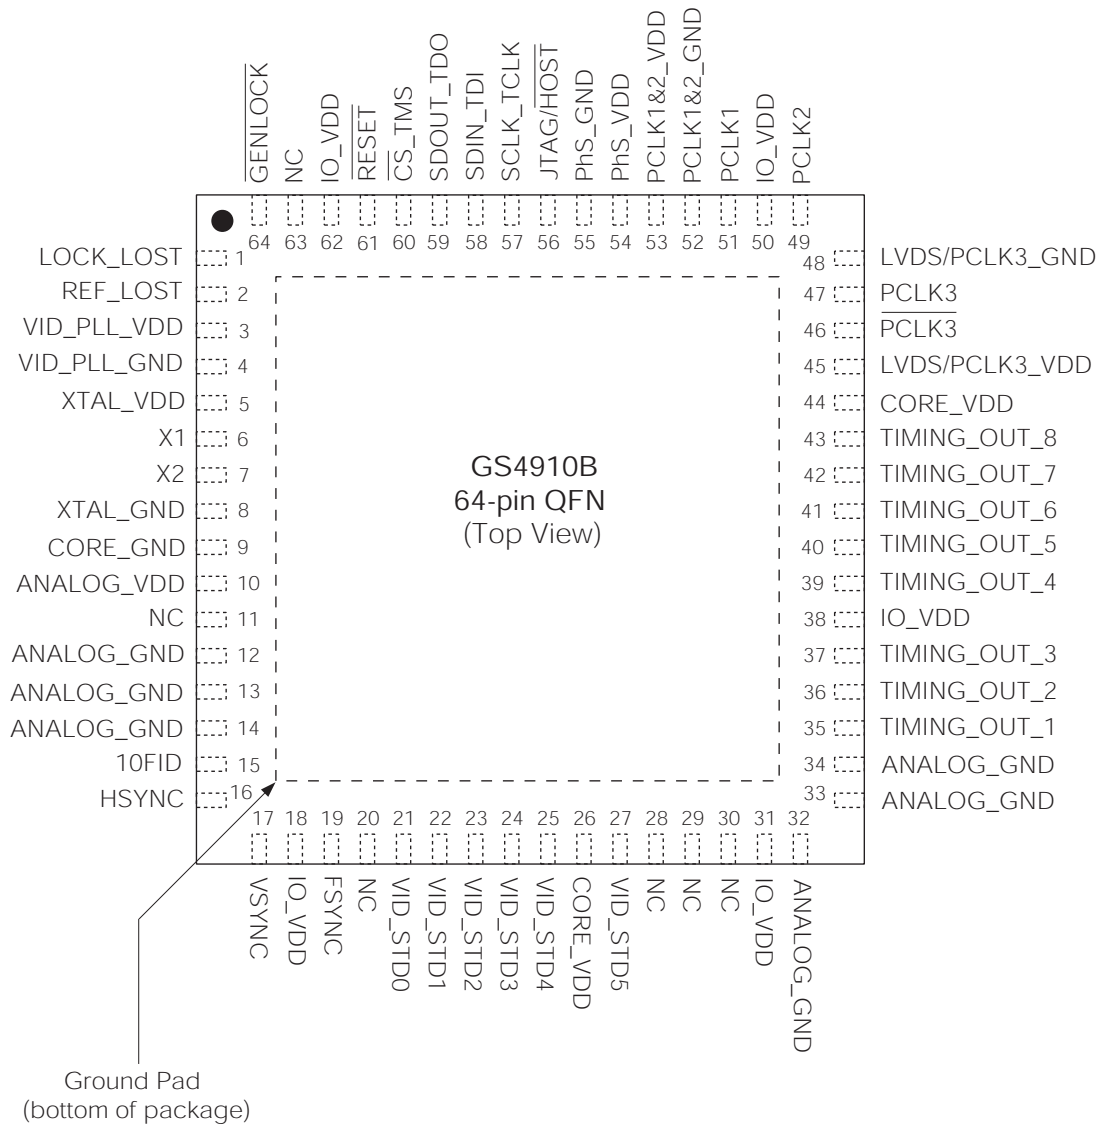 GENLOCK
NC
IO_VDD
RESET
CS_TMS
SDOUT_TDO
SDIN_TDI
SCLK_TCLK
JTAG/HOST
PhS_GND
PhS_VDD
PCLK1&2_VDD
PCLK1&2_GND
PCLK1
IO_VDD
PCLK2
64 63 62 61 60 59 58 57 56 55 54 53 52 51 50 49
LOCK_LOST 1
REF_LOST 2
VID_PLL_VDD 3
VID_PLL_GND 4
XTAL_VDD 5
X1 6
X2 7
XTAL_GND 8
CORE_GND 9
ANALOG_VDD 10
NC 11
ANALOG_GND 12
ANALOG_GND 13
ANALOG_GND 14
10FID 15
HSYNC 16
GS4910B
64-pin QFN
(Top View)
48 LVDS/PCLK3_GND
47 PCLK3
46 PCLK3
45 LVDS/PCLK3_VDD
44 CORE_VDD
43 TIMING_OUT_8
42 TIMING_OUT_7
41 TIMING_OUT_6
40 TIMING_OUT_5
39 TIMING_OUT_4
38 IO_VDD
37 TIMING_OUT_3
36 TIMING_OUT_2
35 TIMING_OUT_1
34 ANALOG_GND
33 ANALOG_GND
17 18 19 20 21 22 23 24 25 26 27 28 29 30 31 32
VSYNC
IO_VDD
FSYNC
NC
VID_STD0
VID_STD1
VID_STD2
VID_STD3
VID_STD4
CORE_VDD
VID_STD5
NC
NC
NC
IO_VDD
ANALOG_GND
Ground Pad
(bottom of package)